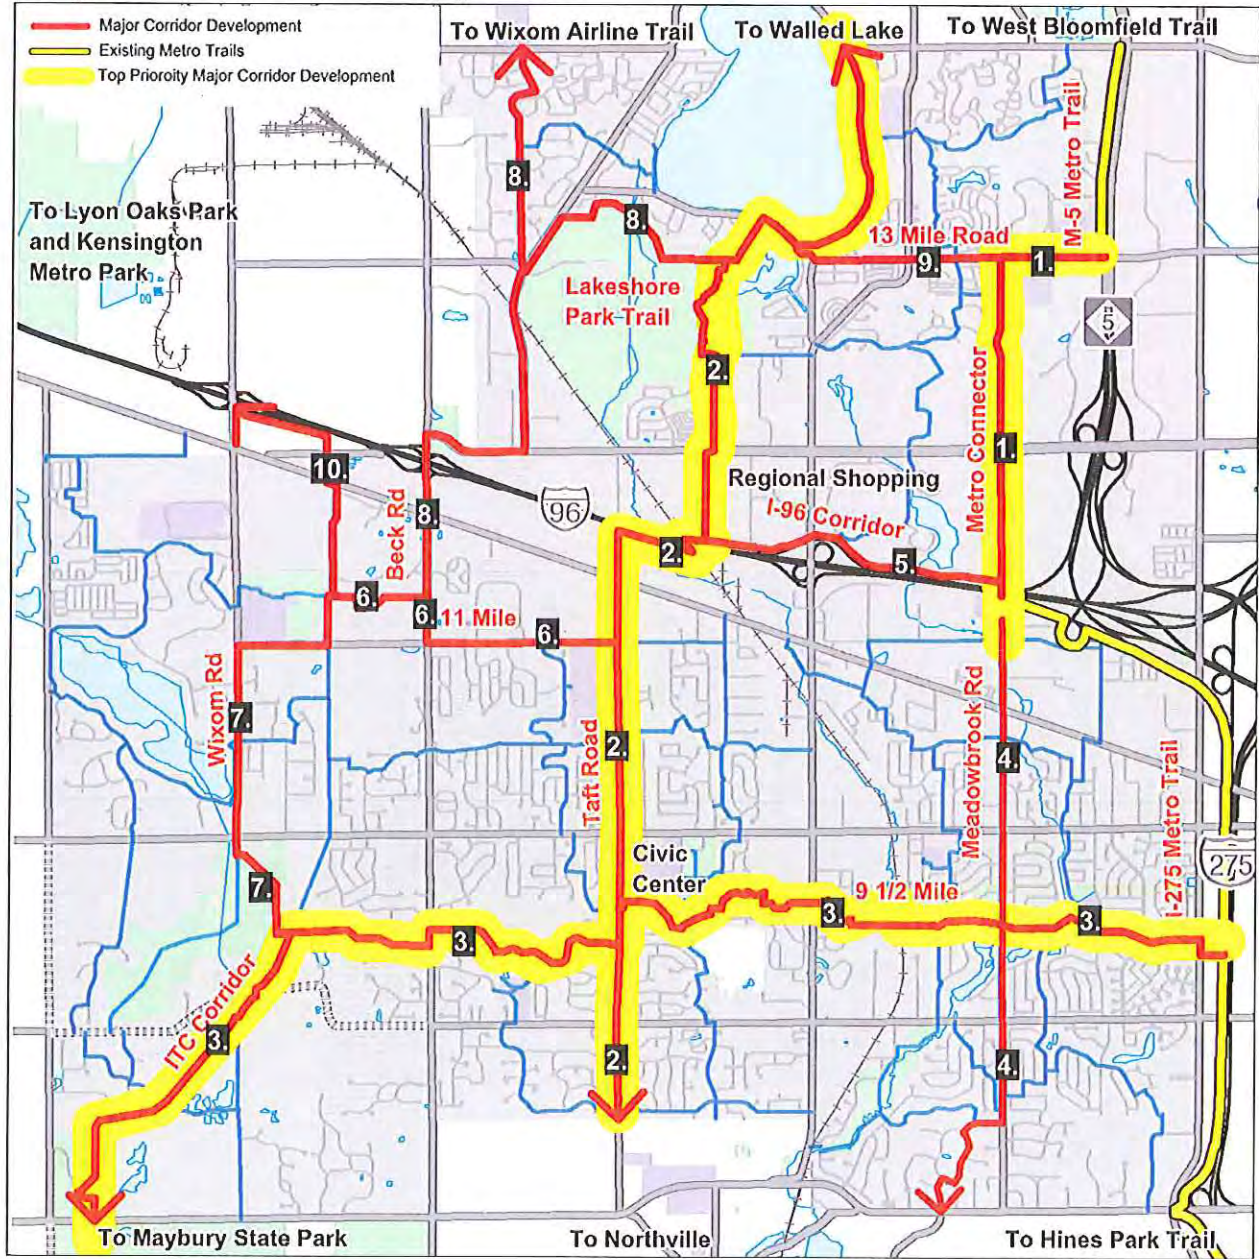 Major Corridor Development
Existing Metro Trails
Top Prioroity Major Corridor Development
To Wixom Airline Trail
To Walled Lake
To West Bloomfield Trail
M-5 Metro Trail
8.
To Lyon Oaks Park
and Kensington
Metro Park
8.
13 Mile Road
9.
1.
Lakeshore
Park Trail
M
5
2.
Metro Connector
1.
10.
Regional Shopping
Beck Rd
8.
96
I-96 Corridor
2.
5.
6.
6.
11 Mile
6.
Wixom Rd
7.
Taft Road
2.
Meadowbrook Rd
4.
I-275 Metro Trail
Civic
Center
275
7.
9 1/2 Mile
3.
3.
3.
ITC Corridor
3.
2.
4.
To Maybury State Park
To Northville
To Hines Park Trail